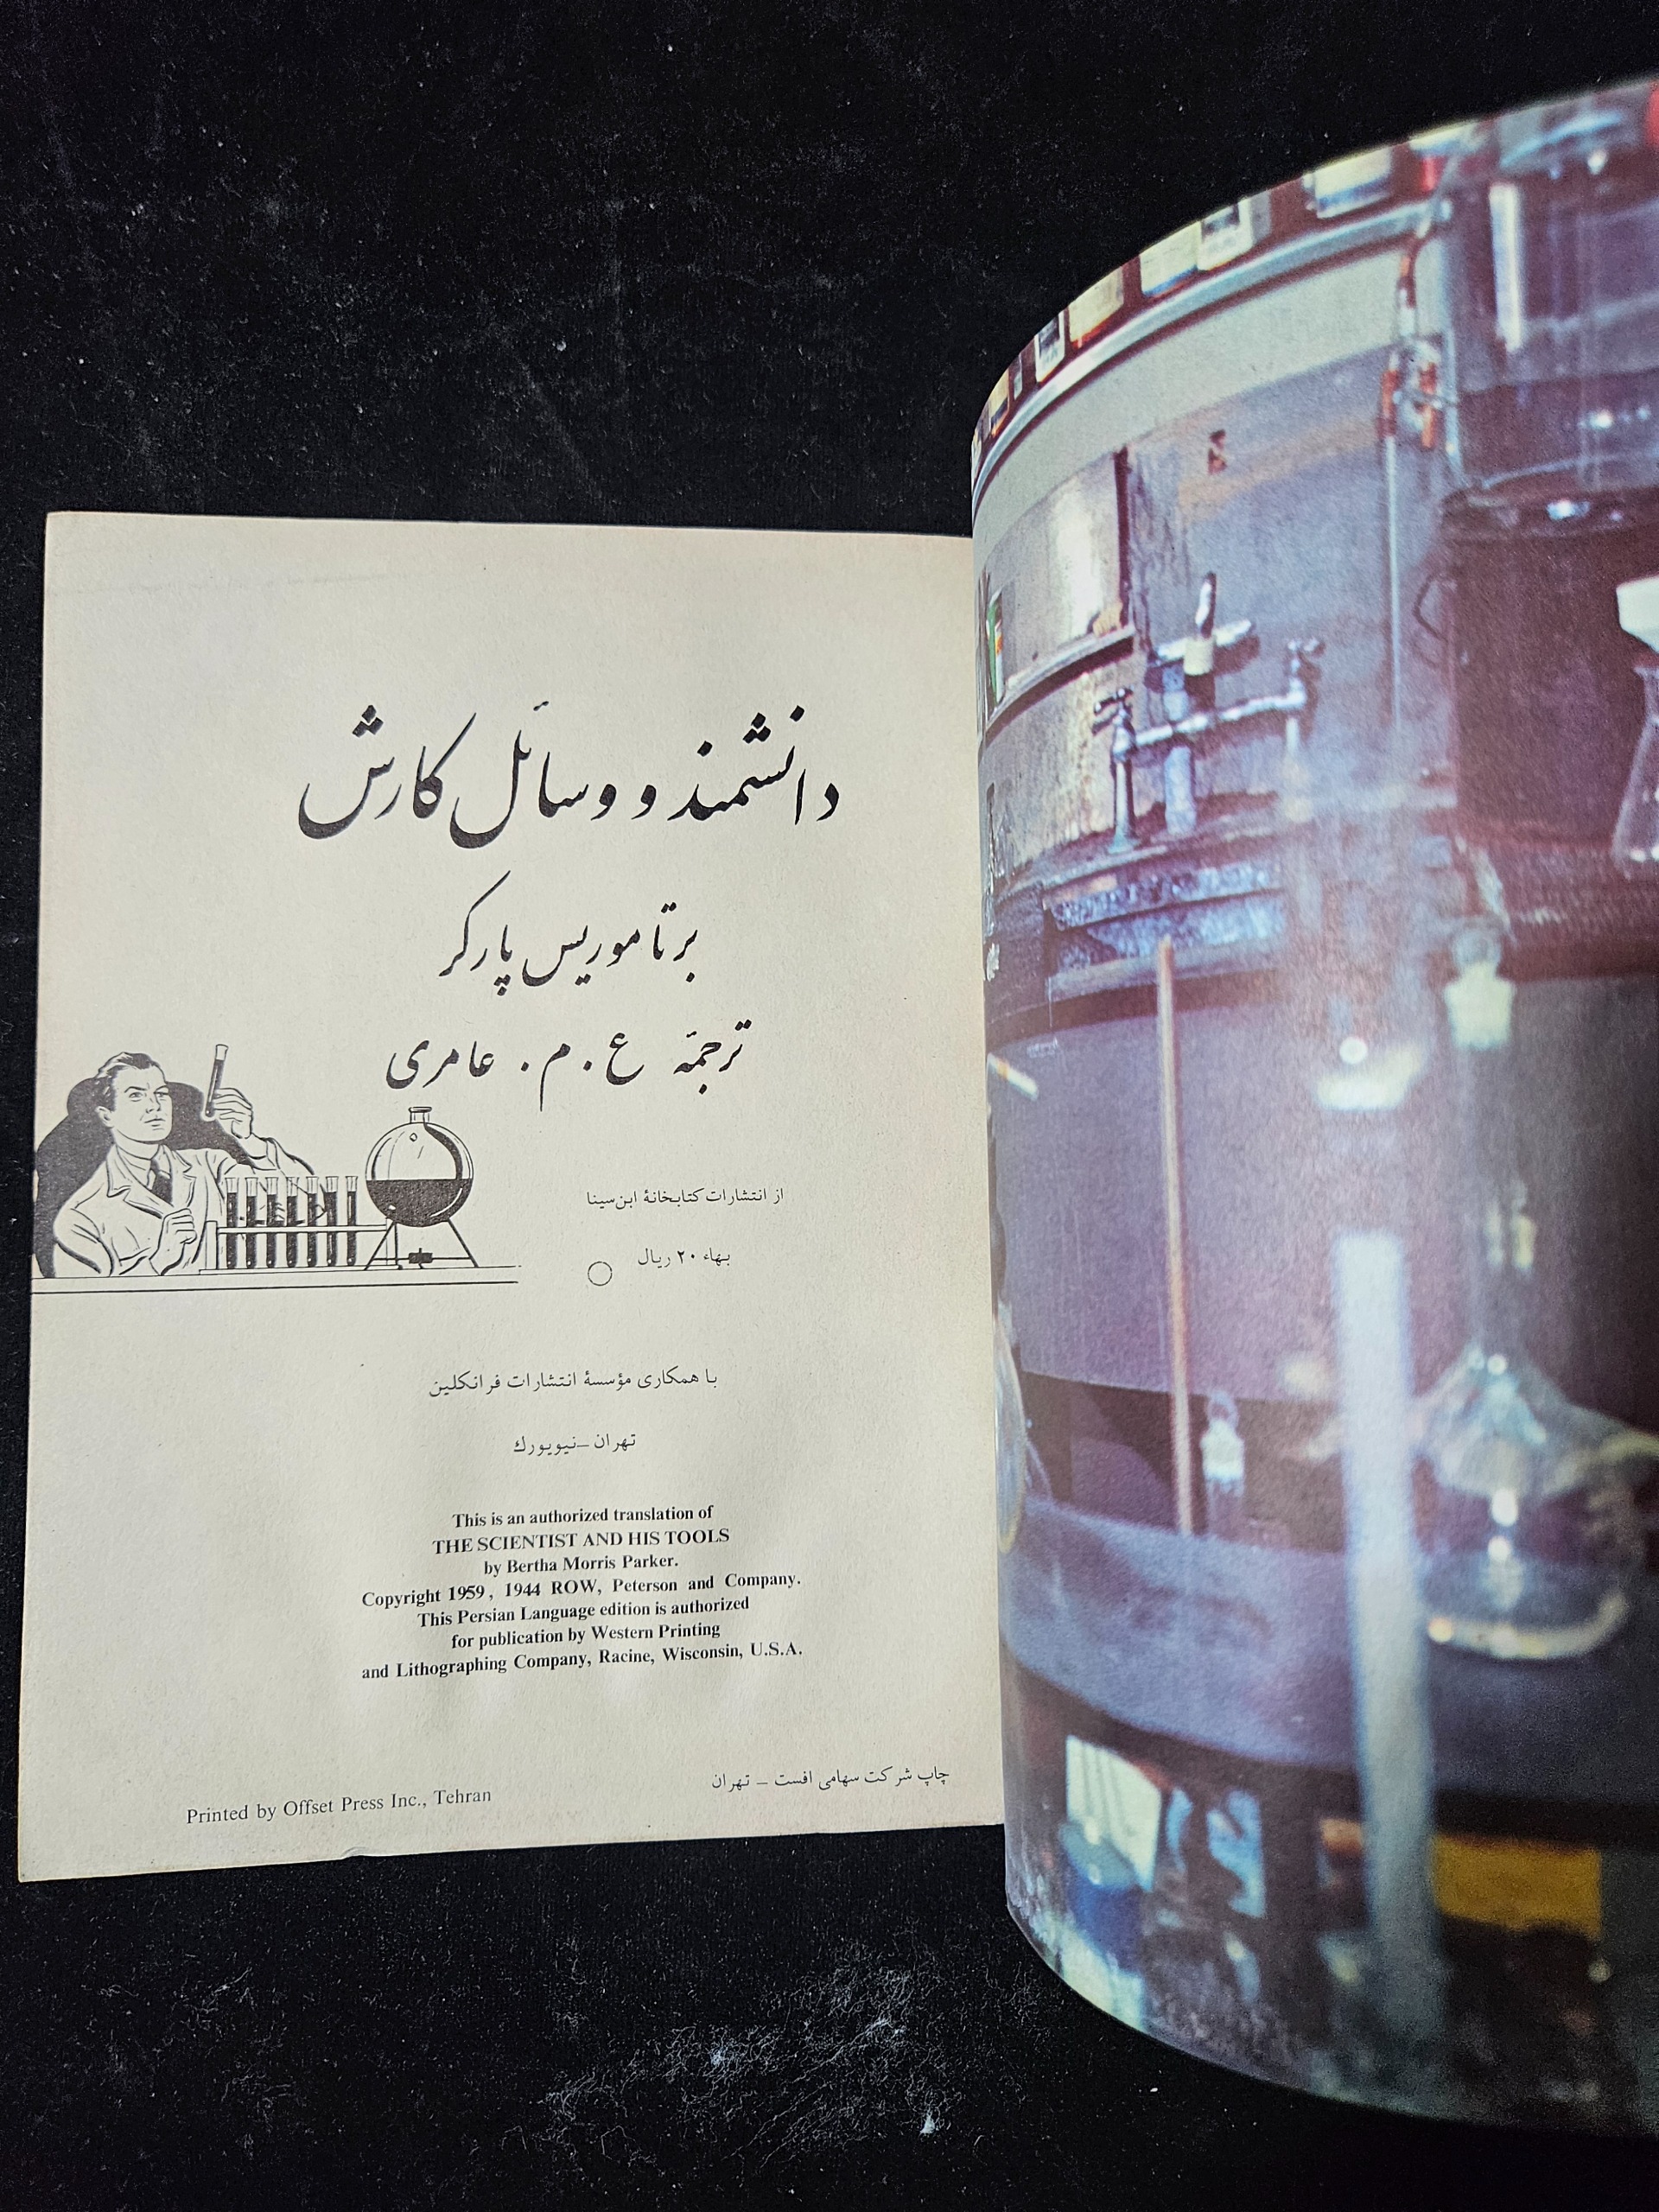 دانشمند و وسائل کارش
برتا موریس پارکر
ترجمهٔ ع . م . عامری
از انتشارات کتابخانهٔ ابن‌سینا
بهاء ۲۰ ریال
با همکاری مؤسسهٔ انتشارات فرانکلین
تهران – نیویورك
This is an authorized translation of
THE SCIENTIST AND HIS TOOLS
by Bertha Morris Parker.
Copyright 1959 , 1944 ROW, Peterson and Company.
This Persian Language edition is authorized
for publication by Western Printing
and Lithographing Company, Racine, Wisconsin, U.S.A.
چاپ شرکت سهامی افست – تهران
Printed by Offset Press Inc., Tehran